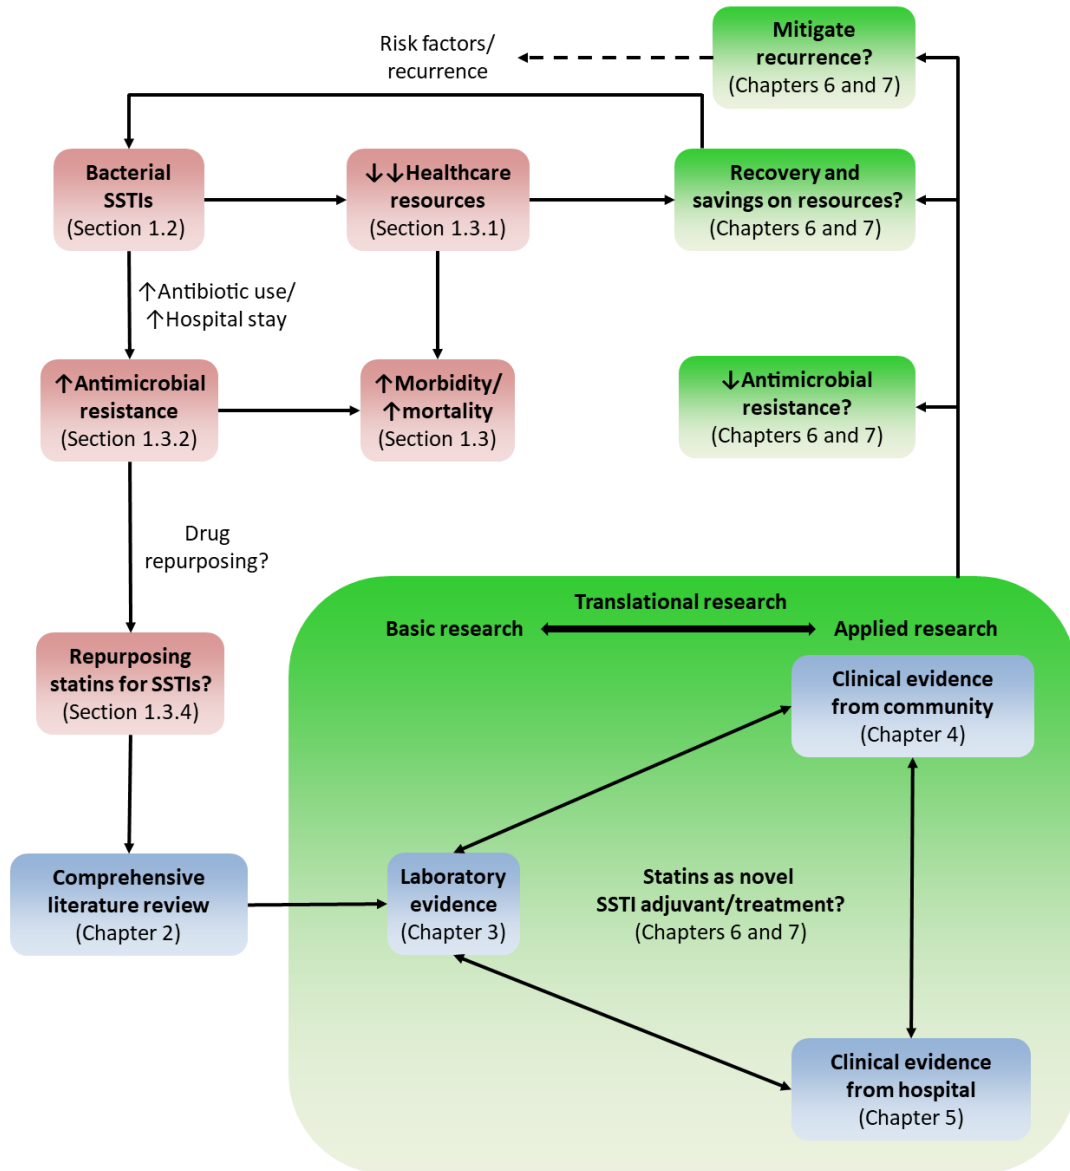 Risk factors/
recurrence
Mitigate
recurrence?
(Chapters 6 and 7)
Bacterial
SSTIs
(Section 1.2)
↓↓Healthcare
resources
(Section 1.3.1)
Recovery and
savings on resources?
(Chapters 6 and 7)
↑Antibiotic use/
↑Hospital stay
↑Antimicrobial
resistance
(Section 1.3.2)
↑Morbidity/
↑mortality
(Section 1.3)
↓Antimicrobial
resistance?
(Chapters 6 and 7)
Drug
repurposing?
Repurposing
statins for SSTIs?
(Section 1.3.4)
Translational research
Basic research
Applied research
Clinical evidence
from community
(Chapter 4)
Comprehensive
literature review
(Chapter 2)
Laboratory
evidence
(Chapter 3)
Statins as novel
SSTI adjuvant/treatment?
(Chapters 6 and 7)
Clinical evidence
from hospital
(Chapter 5)